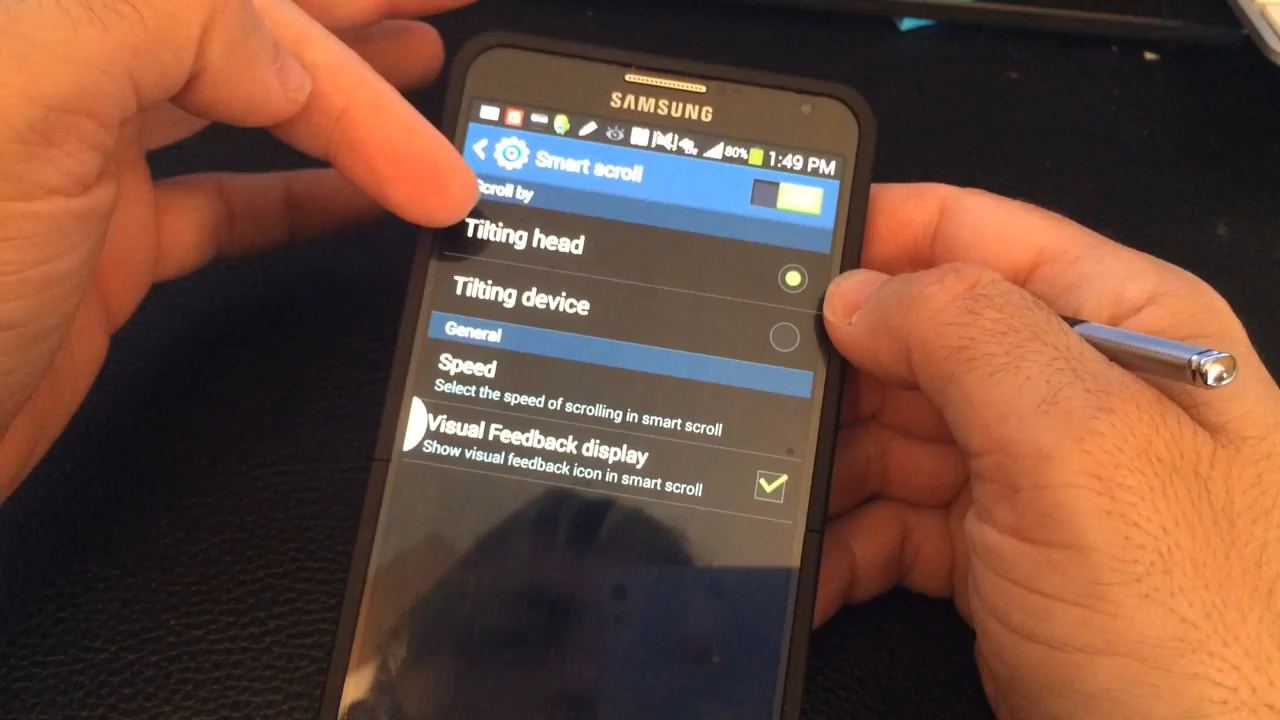 SAMSUNG
80% 1:49 PM
Smart scroll
Scroll by
Tilting head
Tilting device
General
Speed
Select the speed of scrolling in smart scroll
Visual Feedback display
Show visual feedback icon in smart scroll